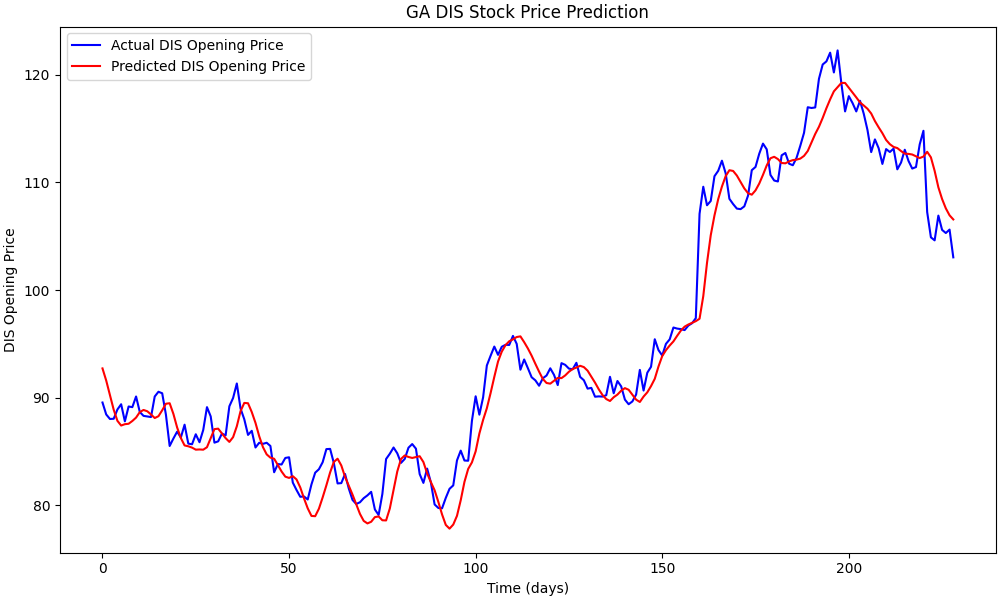 GA DIS Stock Price Prediction
Actual DIS Opening Price
Predicted DIS Opening Price
DIS Opening Price
120
110
100
90
80
0 50 100 150 200
Time (days)